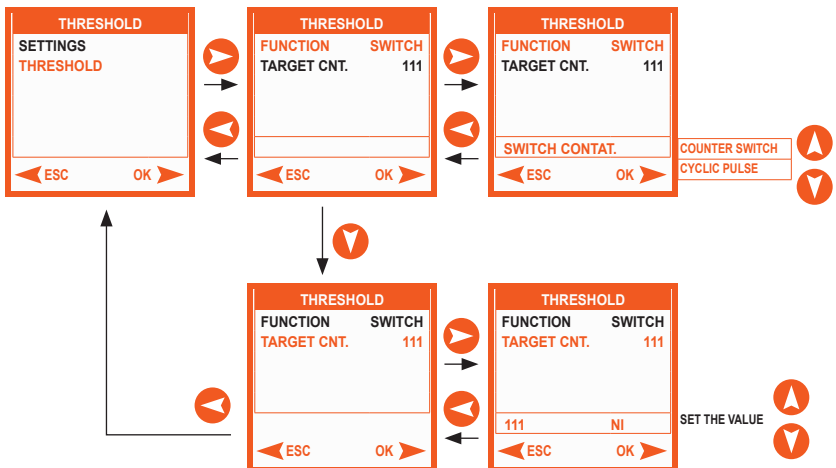 THRESHOLD
SETTINGS
THRESHOLD
ESC OK
THRESHOLD
FUNCTION SWITCH
TARGET CNT. 111
ESC OK
THRESHOLD
FUNCTION SWITCH
TARGET CNT. 111
SWITCH CONTAT.
ESC OK
COUNTER SWITCH
CYCLIC PULSE
THRESHOLD
FUNCTION SWITCH
TARGET CNT. 111
ESC OK
THRESHOLD
FUNCTION SWITCH
TARGET CNT. 111
111 NI
ESC OK
SET THE VALUE